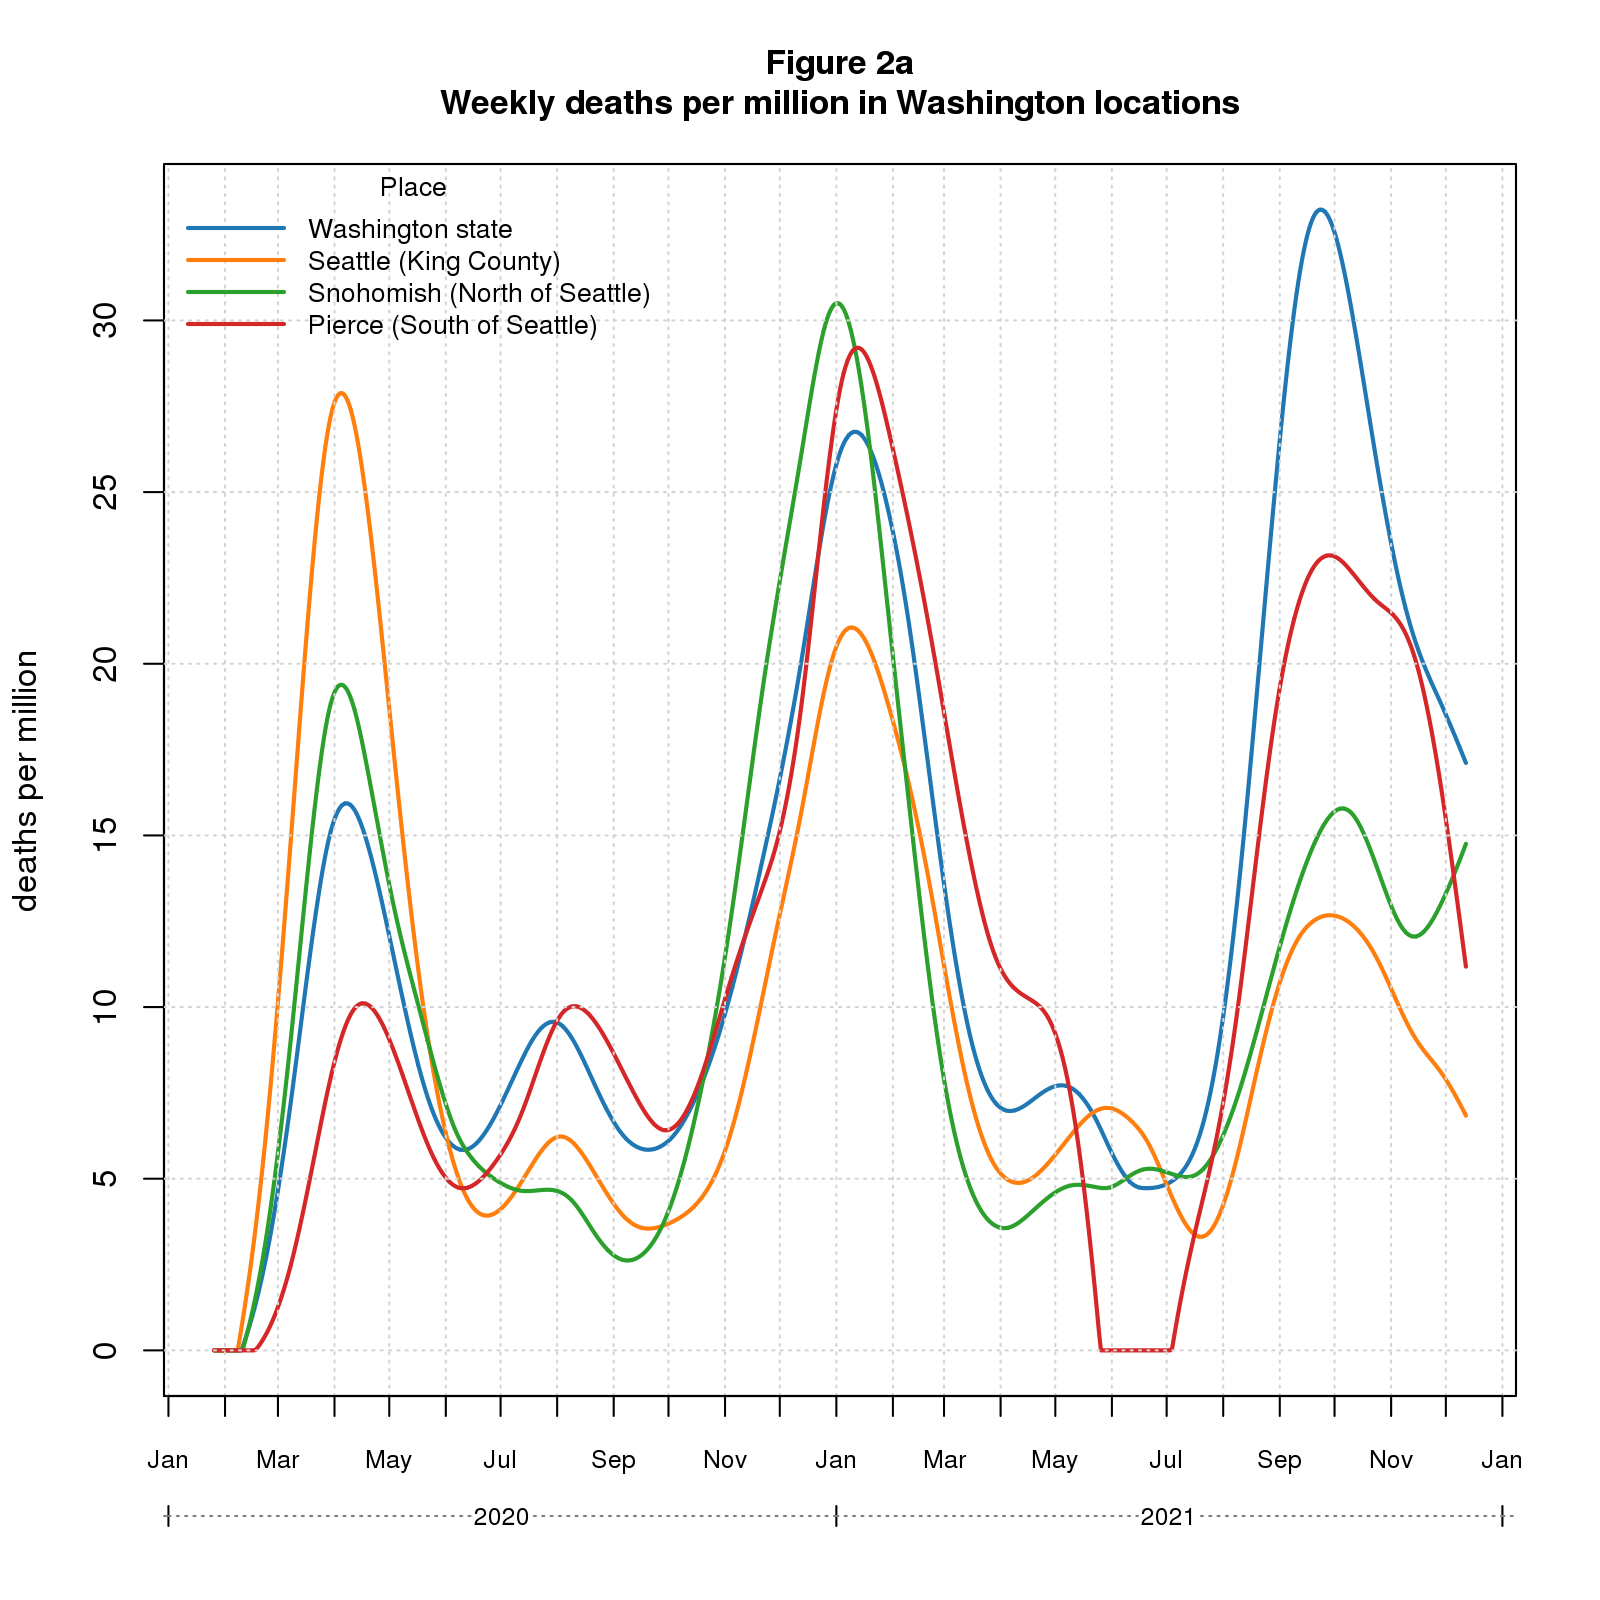 Figure 2a
Weekly deaths per million in Washington locations
Place
Washington state
Seattle (King County)
Snohomish (North of Seattle)
Pierce (South of Seattle)
deaths per million
30
25
20
15
10
5
0
Jan Mar May Jul Sep Nov Jan Mar May Jul Sep Nov Jan
2020 2021